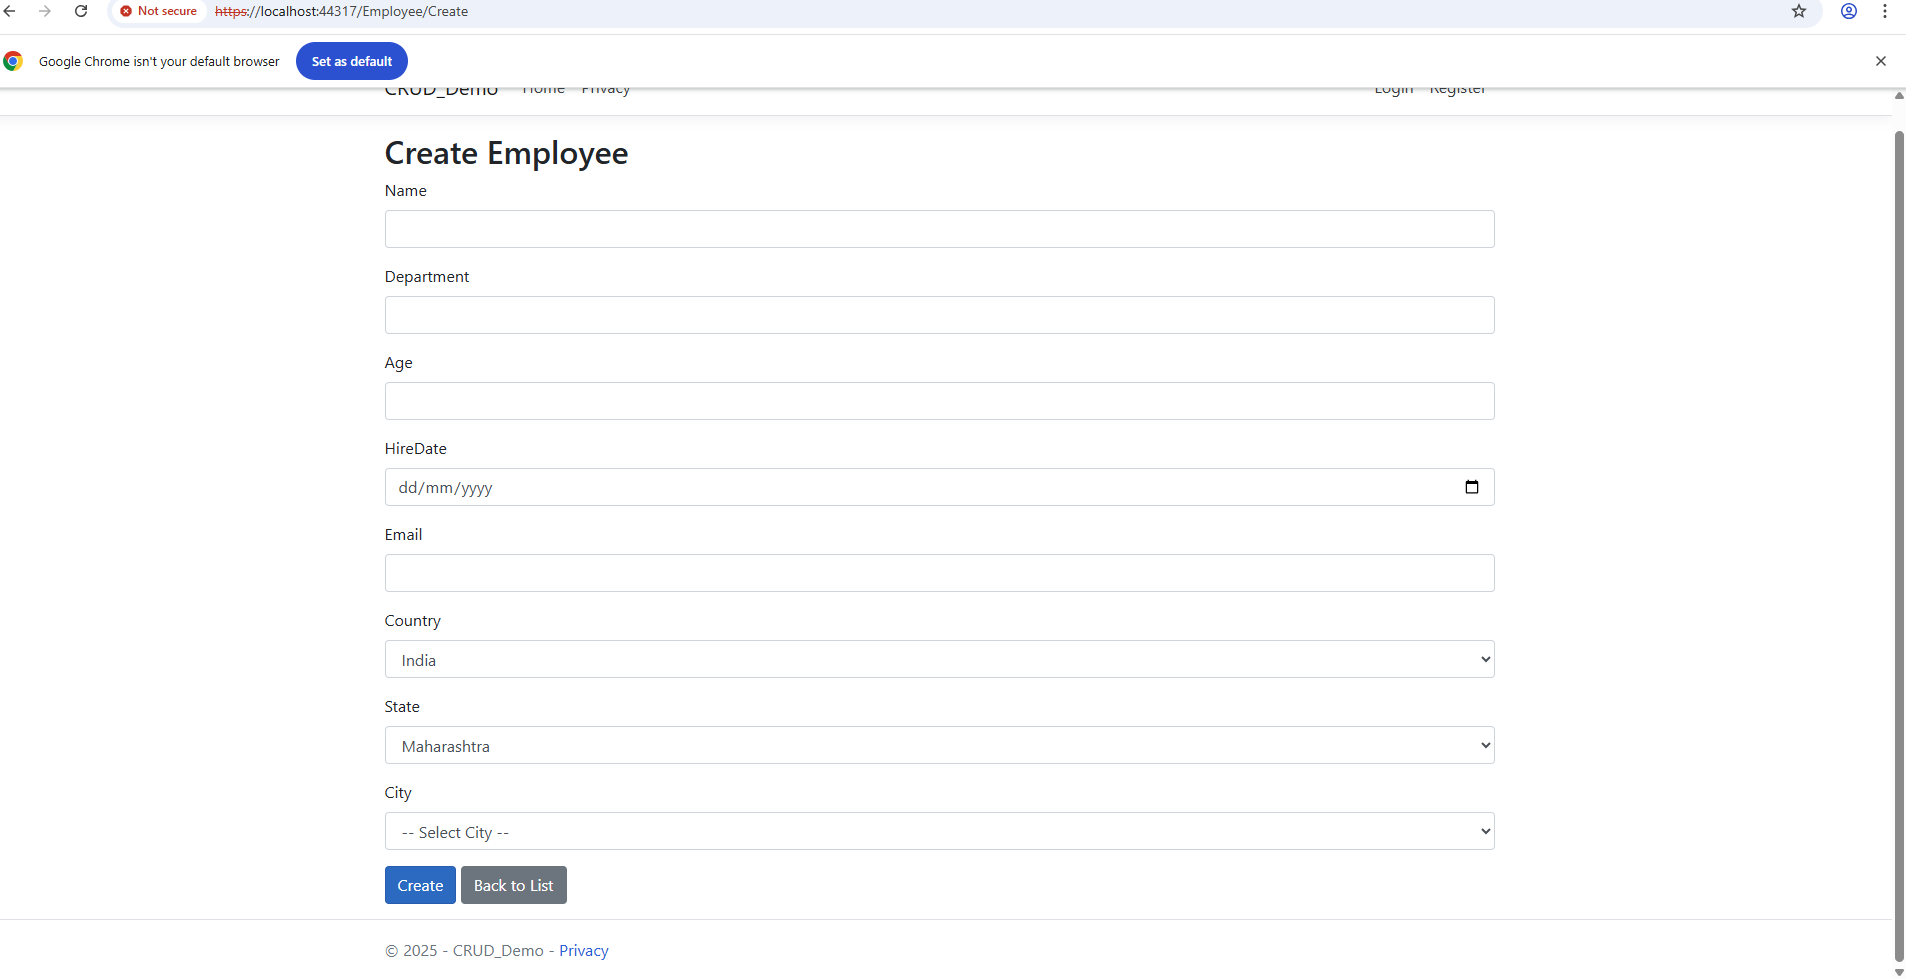 Not secure https://localhost:44317/Employee/Create
Google Chrome isn't your default browser Set as default
CRUD_Demo Home Privacy Login Register
Create Employee
Name
Department
Age
HireDate
dd/mm/yyyy
Email
Country
India
State
Maharashtra
City
-- Select City --
Create Back to List
© 2025 - CRUD_Demo - Privacy